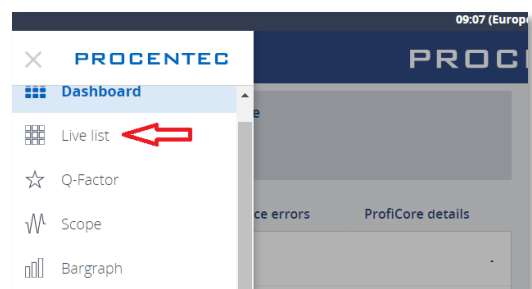 09:07 (Europ
PROCENTEC
PROC
Dashboard
e
Live list
Q-Factor
ce errors
ProfiCore details
Scope
Bargraph